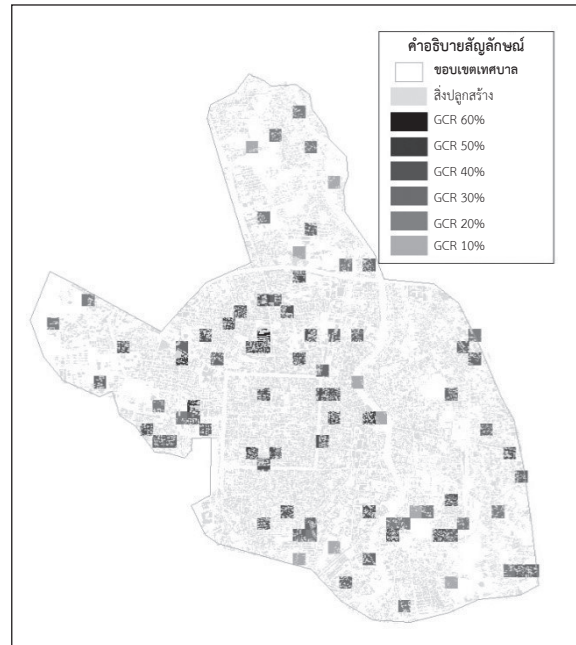 คำอธิบายสัญลักษณ์
ขอบเขตเทศบาล
สิ่งปลูกสร้าง
GCR 60%
GCR 50%
GCR 40%
GCR 30%
GCR 20%
GCR 10%